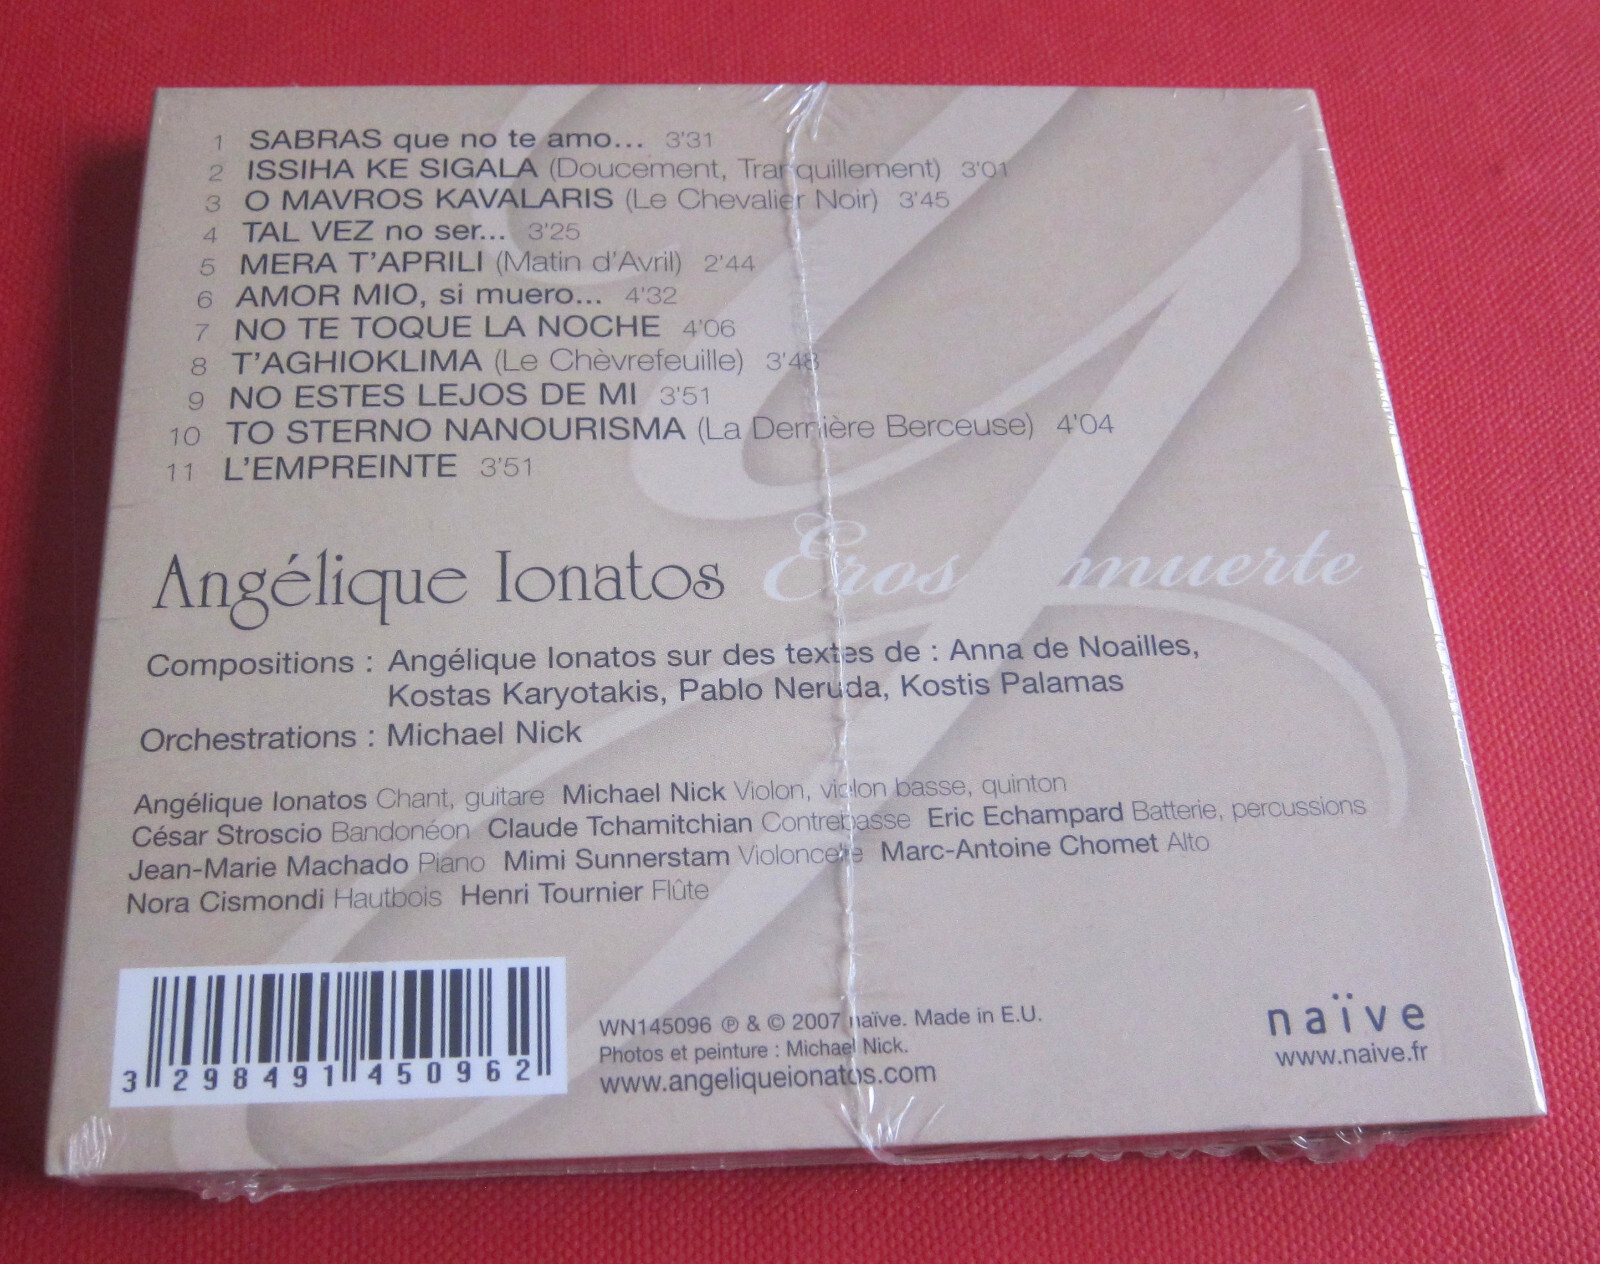 1 SABRAS que no te amo... 3'31
2 ISSIHA KE SIGALA (Doucement, Tranquillement) 3'01
3 O MAVROS KAVALARIS (Le Chevalier Noir) 3'45
4 TAL VEZ no ser... 3'25
5 MERA T'APRILI (Matin d'Avril) 2'44
6 AMOR MIO, si muero... 4'32
7 NO TE TOQUE LA NOCHE 4'06
8 T'AGHIOKLIMA (Le Chèvrefeuille) 3'48
9 NO ESTES LEJOS DE MI 3'51
10 TO STERNO NANOURISMA (La Dernière Berceuse) 4'04
11 L'EMPREINTE 3'51
Angélique Ionatos Eros y muerte
Compositions : Angélique Ionatos sur des textes de : Anna de Noailles,
Kostas Karyotakis, Pablo Neruda, Kostis Palamas
Orchestrations : Michael Nick
Angélique Ionatos Chant, guitare Michael Nick Violon, violon basse, quinton
César Stroscio Bandonéon Claude Tchamitchian Contrebasse Eric Echampard Batterie, percussions
Jean-Marie Machado Piano Mimi Sunnerstam Violoncelle Marc-Antoine Chomet Alto
Nora Cismondi Hautbois Henri Tournier Flûte
3 298491 450962
WN145096 ℗ & © 2007 naïve. Made in E.U.
Photos et peinture : Michael Nick.
www.angeliqueionatos.com
naïve
www.naive.fr